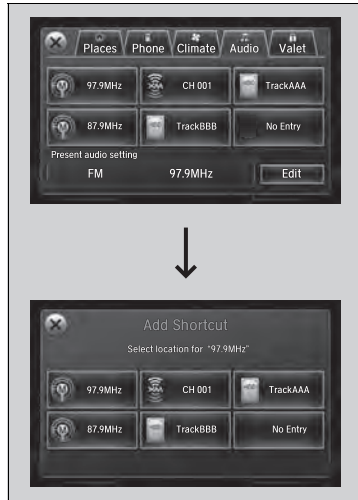 Places Phone Climate Audio Valet
97.9MHz CH 001 TrackAAA
87.9MHz TrackBBB No Entry
Present audio setting
FM 97.9MHz Edit
Add Shortcut
Select location for "97.9MHz"
97.9MHz CH 001 TrackAAA
87.9MHz TrackBBB No Entry